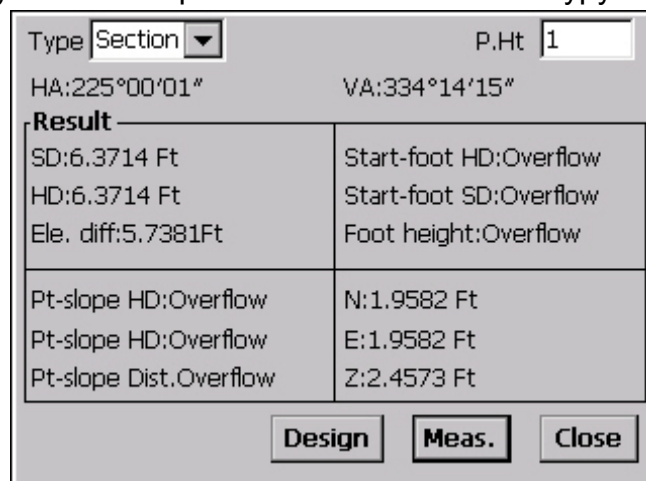 Type Section P.Ht 1
HA:225°00'01" VA:334°14'15"
Result
SD:6.3714 Ft Start-foot HD:Overflow
HD:6.3714 Ft Start-foot SD:Overflow
Ele. diff:5.7381Ft Foot height:Overflow
Pt-slope HD:Overflow N:1.9582 Ft
Pt-slope HD:Overflow E:1.9582 Ft
Pt-slope Dist.Overflow Z:2.4573 Ft
Design Meas. Close